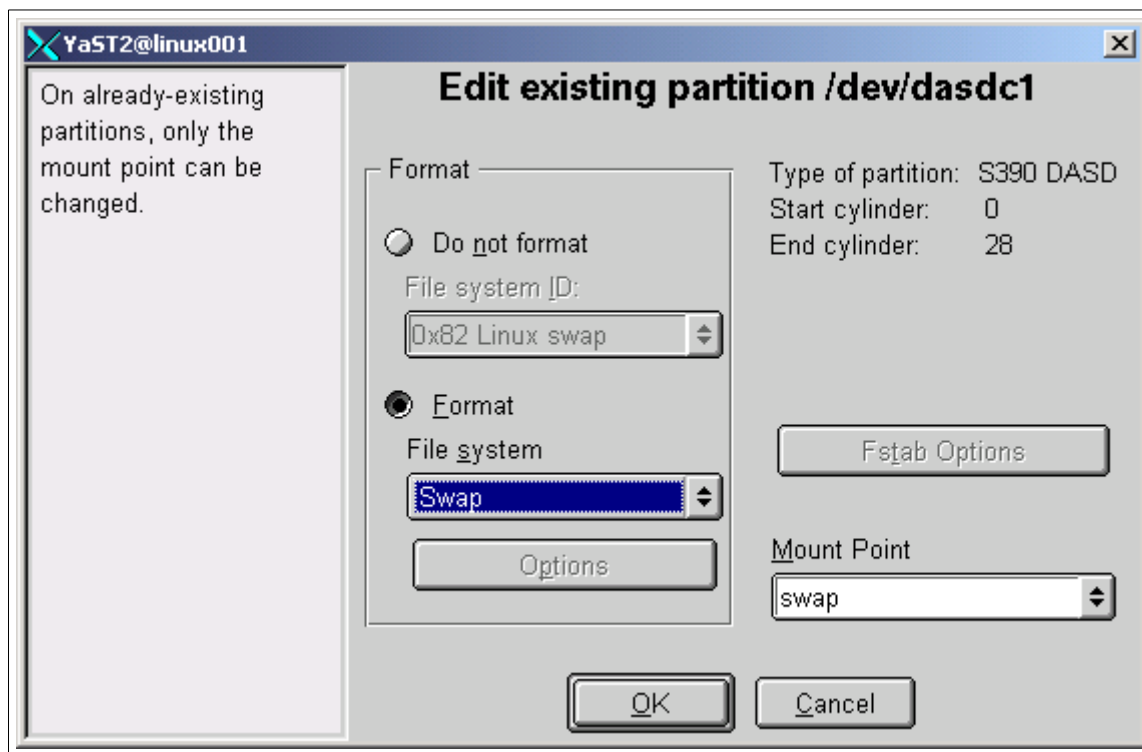 YaST2@linux001
On already-existing
partitions, only the
mount point can be
changed.
Edit existing partition /dev/dasdc1
Format
Do not format
File system ID:
0x82 Linux swap
Format
File system
Swap
Options
Type of partition: S390 DASD
Start cylinder: 0
End cylinder: 28
Fstab Options
Mount Point
swap
OK
Cancel